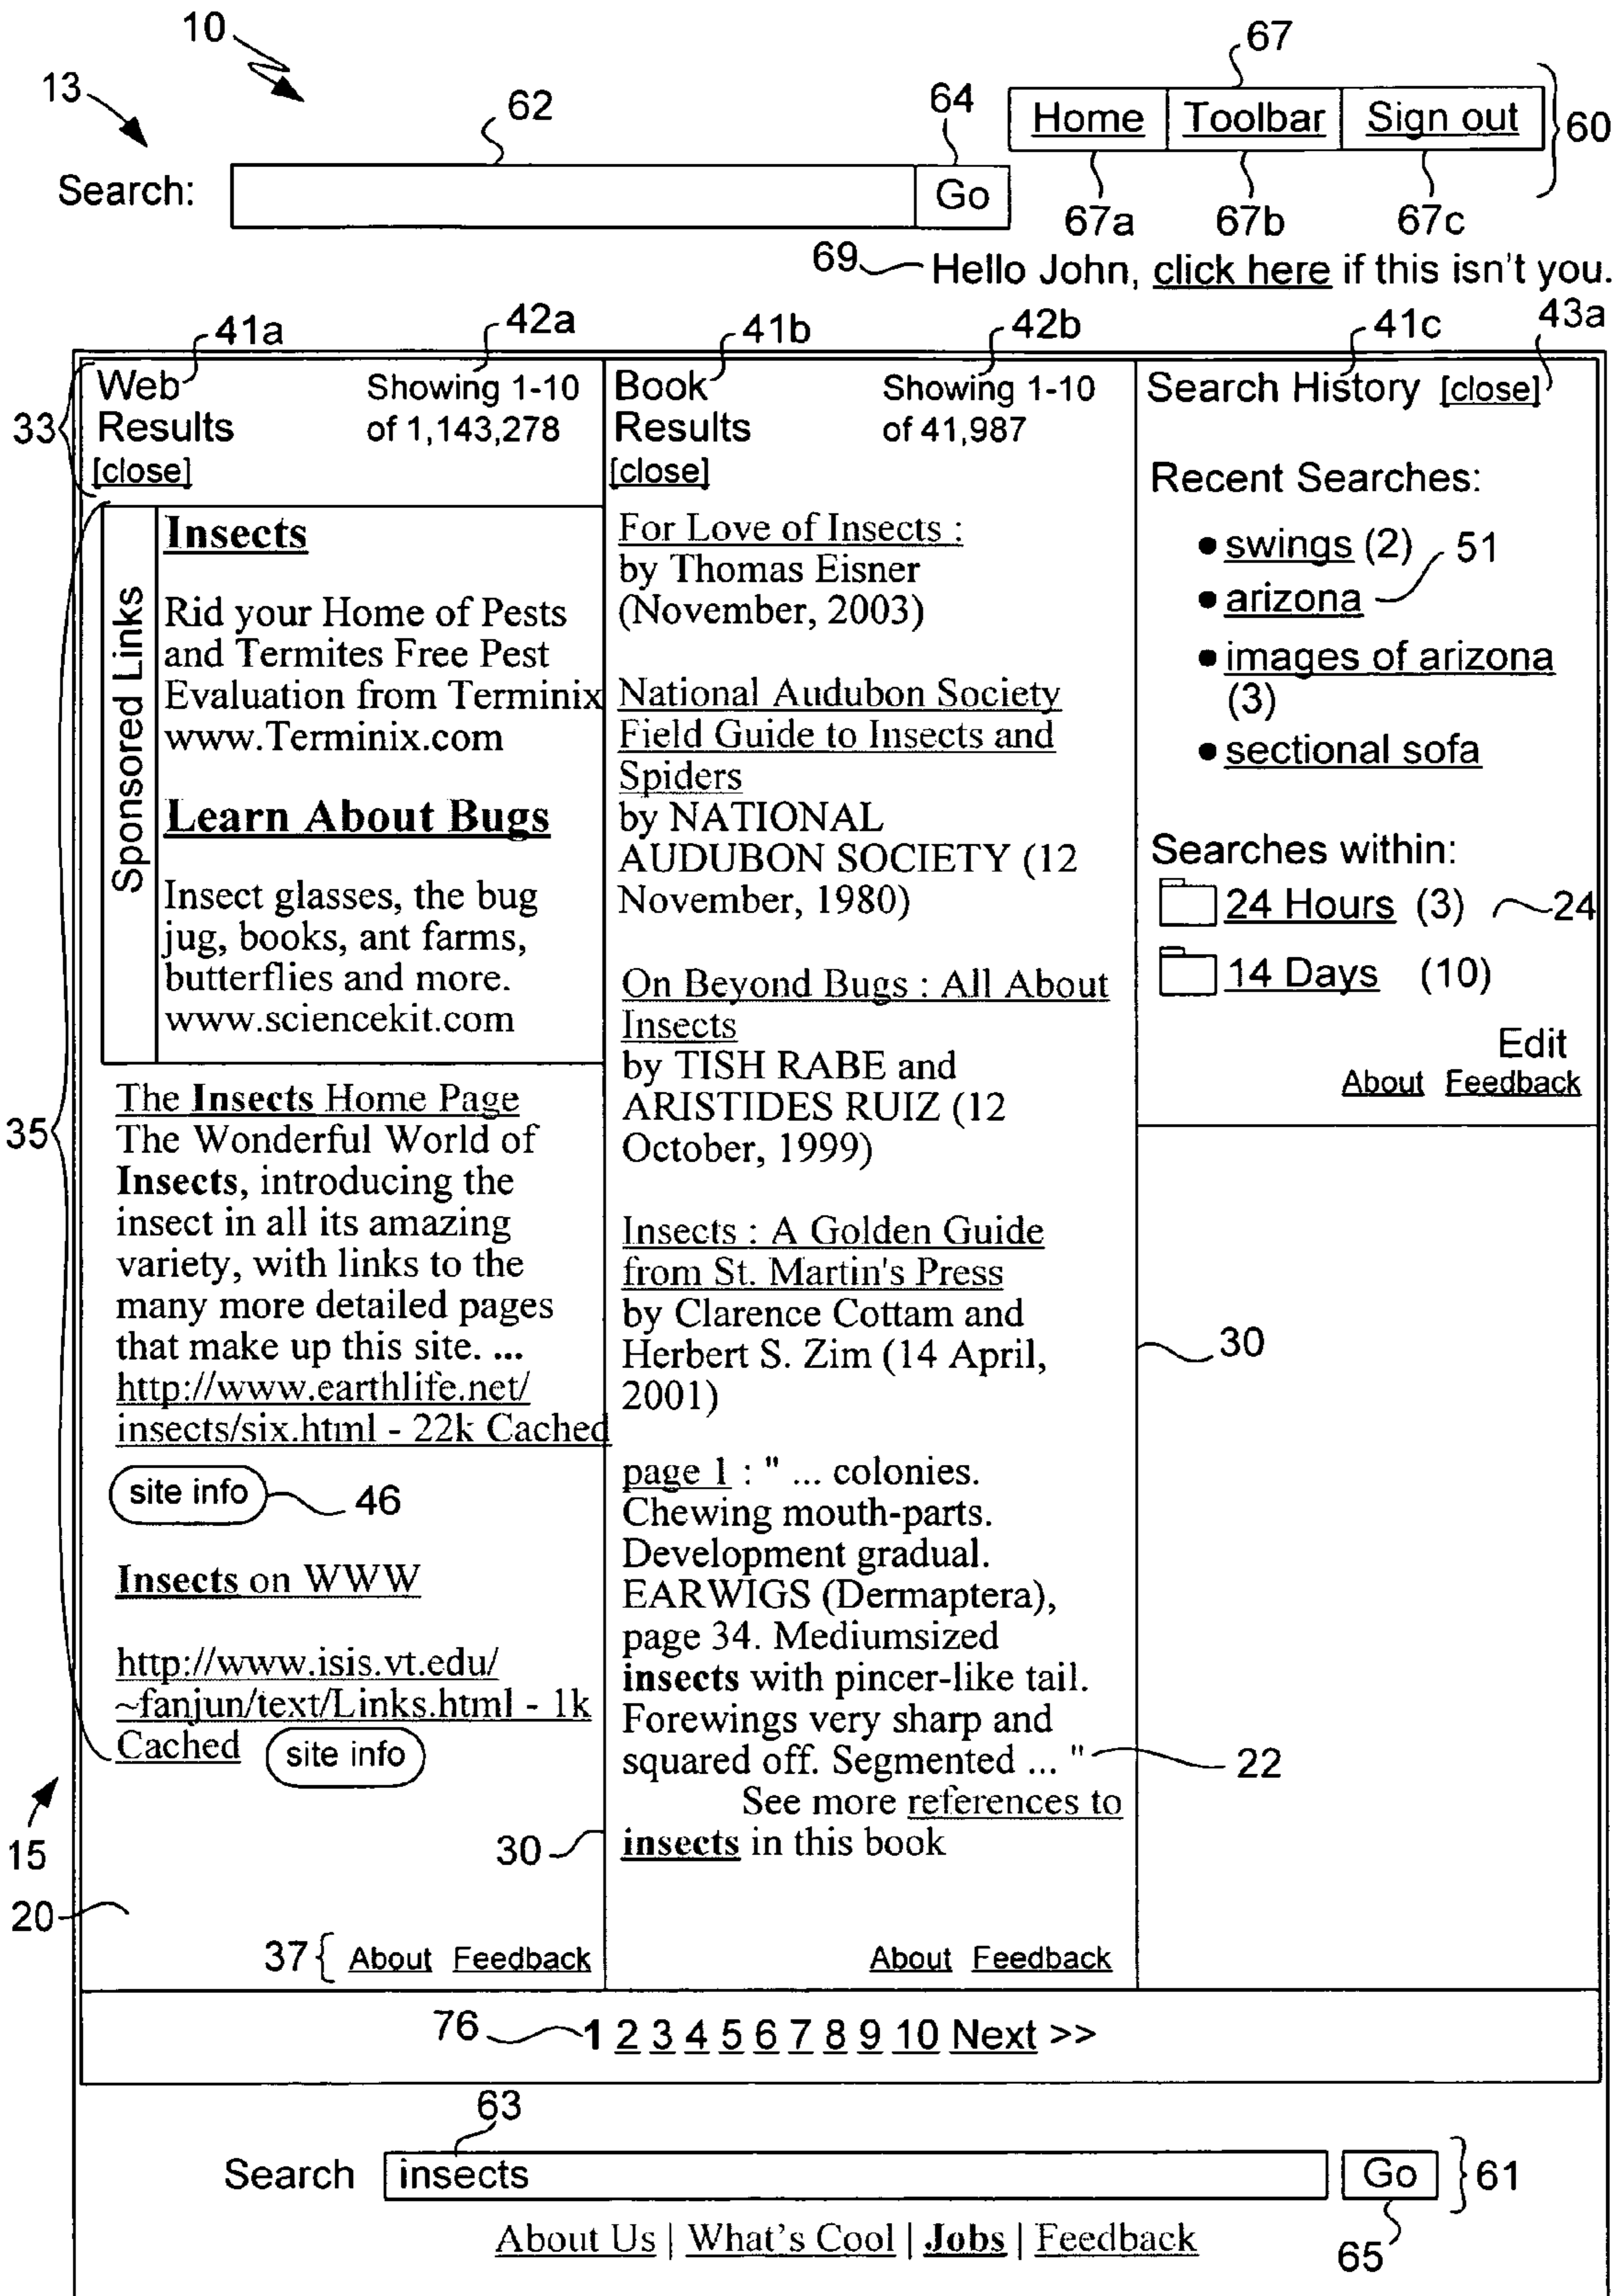 10
67
13
62
64
Home Toolbar Sign out
60
Search:
Go
67a 67b 67c
69 Hello John, click here if this isn't you.
41a 42a 41b 42b 41c 43a
33
Web Results
Showing 1-10 of 1,143,278
[close]
35
Sponsored Links
Insects
Rid your Home of Pests
and Termites Free Pest
Evaluation from Terminix
www.Terminix.com
Learn About Bugs
Insect glasses, the bug
jug, books, ant farms,
butterflies and more.
www.sciencekit.com
The Insects Home Page
The Wonderful World of
Insects, introducing the
insect in all its amazing
variety, with links to the
many more detailed pages
that make up this site. ...
http://www.earthlife.net/
insects/six.html - 22k Cached
site info 46
Insects on WWW
http://www.isis.vt.edu/
~fanjun/text/Links.html - 1k
Cached site info
15
20
30
37 { About Feedback
Book Results
Showing 1-10 of 41,987
[close]
For Love of Insects :
by Thomas Eisner
(November, 2003)
National Audubon Society
Field Guide to Insects and
Spiders
by NATIONAL
AUDUBON SOCIETY (12
November, 1980)
On Beyond Bugs : All About
Insects
by TISH RABE and
ARISTIDES RUIZ (12
October, 1999)
Insects : A Golden Guide
from St. Martin's Press
by Clarence Cottam and
Herbert S. Zim (14 April,
2001)
page 1 : " ... colonies.
Chewing mouth-parts.
Development gradual.
EARWIGS (Dermaptera),
page 34. Mediumsized
insects with pincer-like tail.
Forewings very sharp and
squared off. Segmented ... "
22
See more references to
insects in this book
About Feedback
Search History [close]
Recent Searches:
• swings (2)
51
• arizona
• images of arizona
(3)
• sectional sofa
Searches within:
24 Hours (3) 24
14 Days (10)
Edit
About Feedback
30
76 1 2 3 4 5 6 7 8 9 10 Next >>
63
Search insects Go } 61
65
About Us | What's Cool | Jobs | Feedback